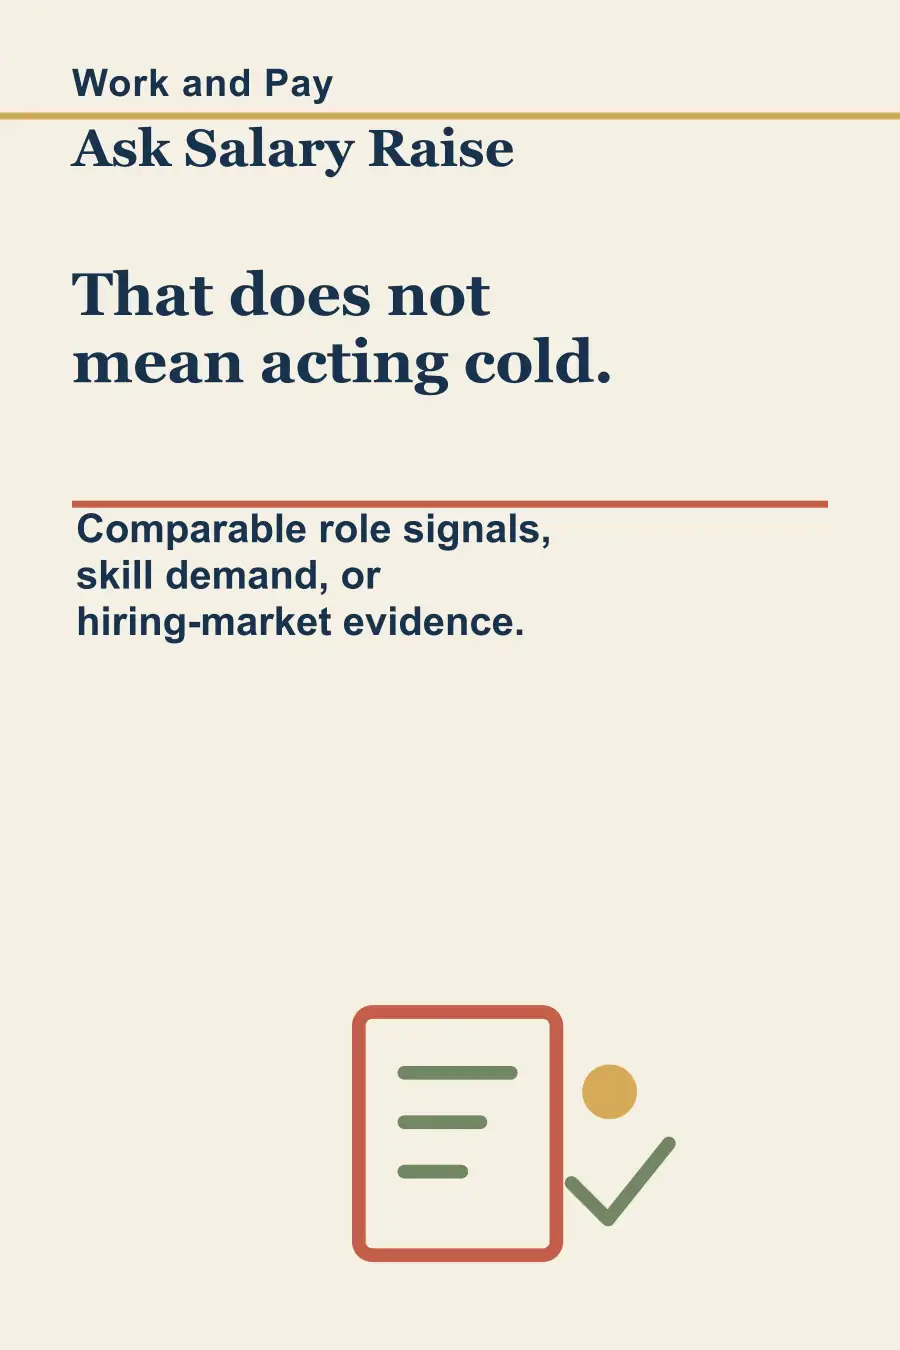 Work and Pay
Ask Salary Raise
That does not
mean acting cold.
Comparable role signals,
skill demand, or
hiring-market evidence.